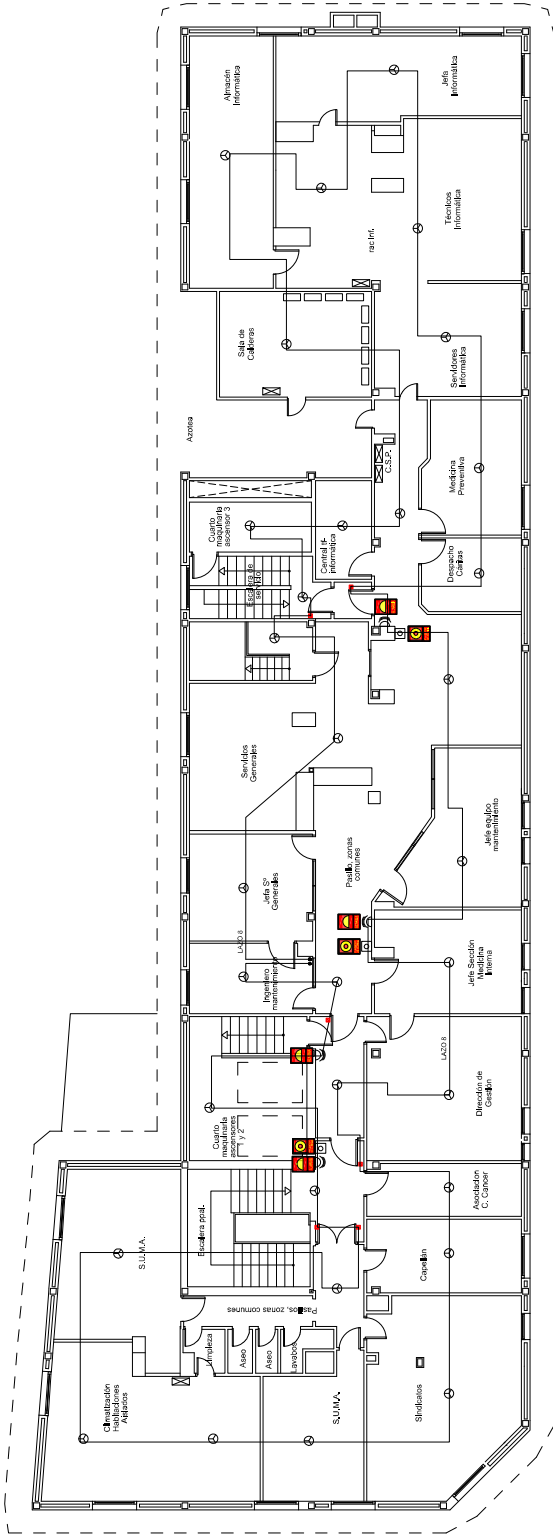 Almacén
Informática
Jefa
Informática
Técnicos
Informática
rac Inf.
Sala de
Calderas
Servidores
Informática
Azotea
C.S.P.
Medicina
Preventiva
Cuarto
maquinaria
ascensor 3
Central tf-
informática
Despacho
Cáritas
Escalera de
servicio
Servicios
Generales
Pasillo, zonas
comunes
Jefe equipo
mantenimiento
Jefa Sº
Generales
LAZO 8
Ingeniero
mantenimiento
Jefe Sección
Medicina
Interna
LAZO 8
Dirección de
Gestión
Cuarto
maquinaria
ascensores
1 y 2
Asociación
C. Cancer
Escalera ppal.
S.U.M.A.
Capellán
Pasillos, zonas comunes
Limpieza
Aseo
Aseo
Lavabos
Climatización
Habitaciones
Aislados
S.U.M.A.
Sindicatos